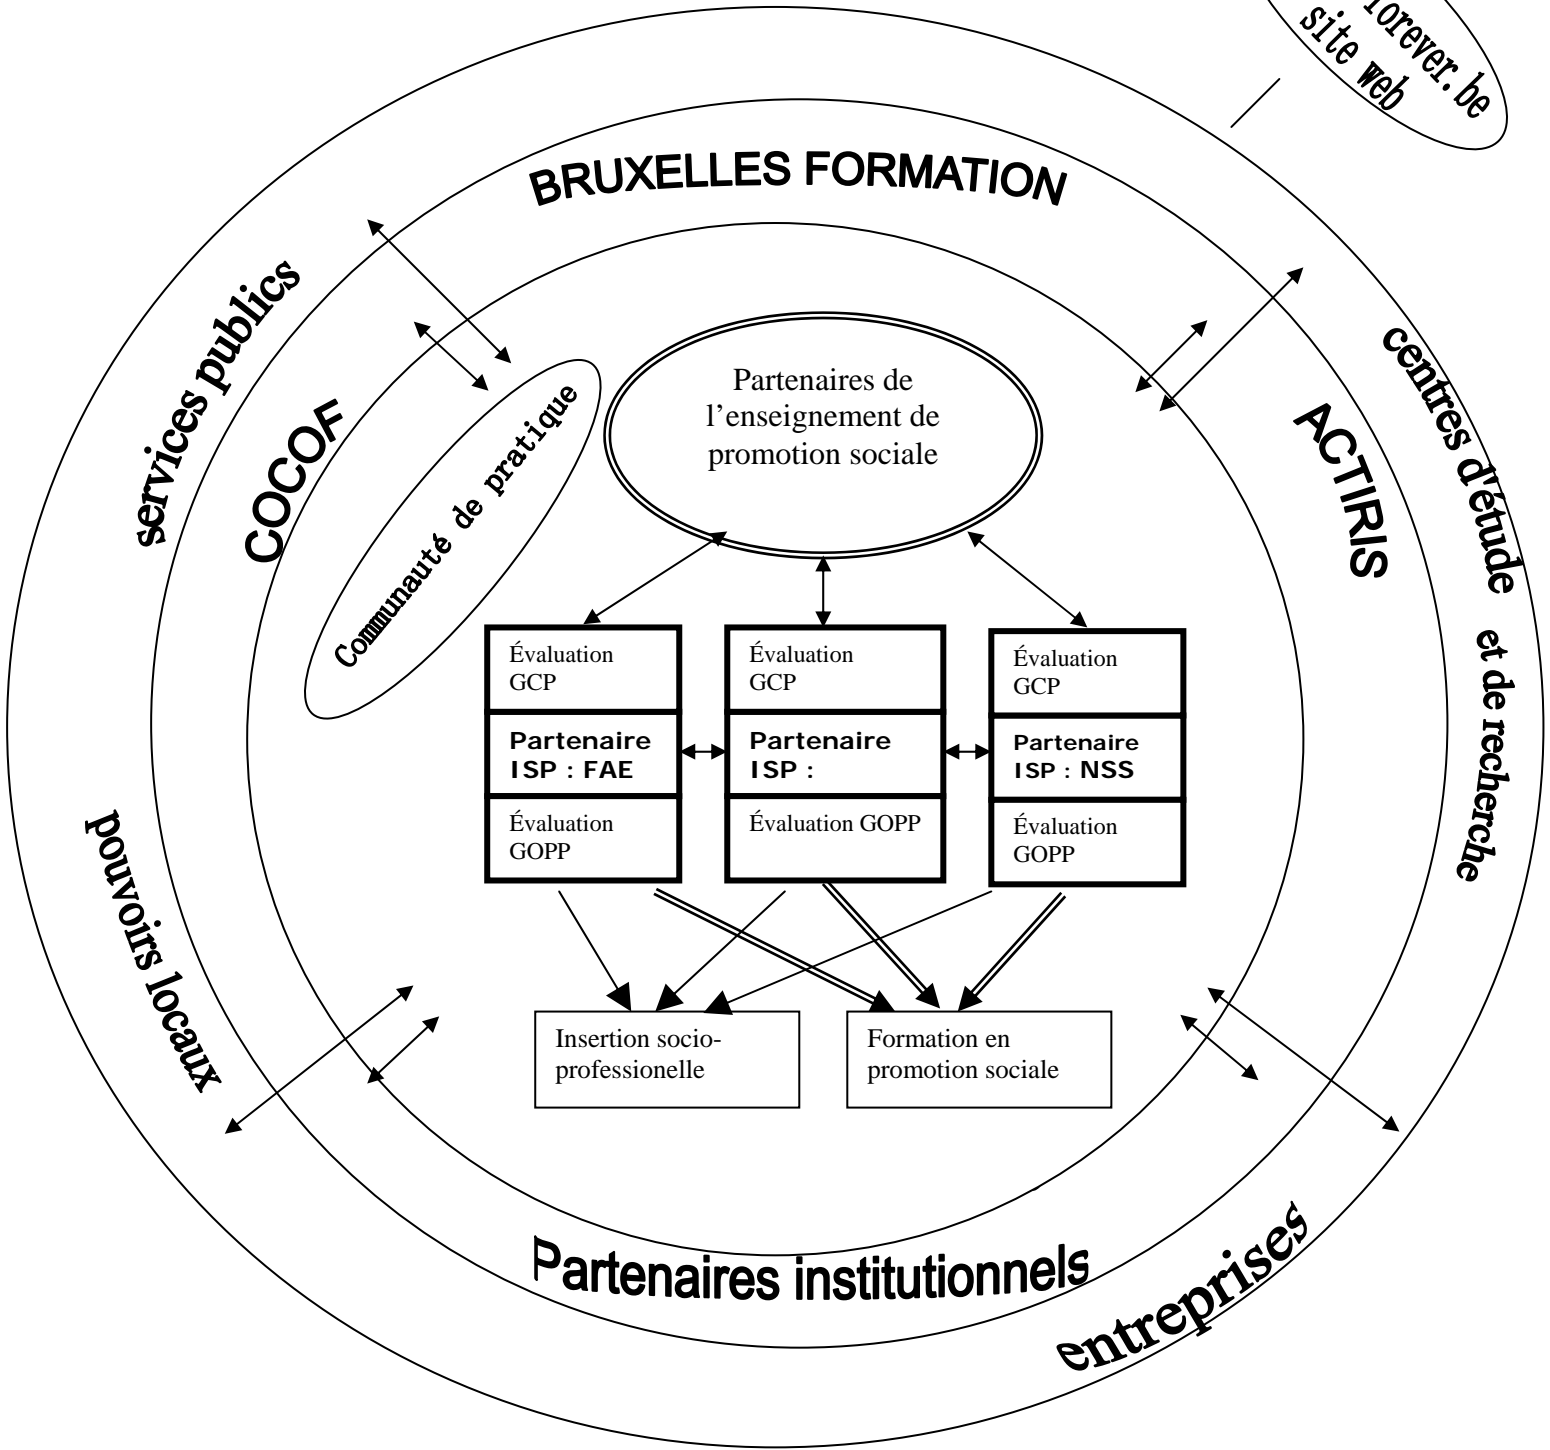 forever.be
site web
BRUXELLES FORMATION
services publics
centres d'étude et de recherche
COCOF
ACTIRIS
Communauté de pratique
Partenaires de
l'enseignement de
promotion sociale
Évaluation
GCP
Partenaire
ISP : FAE
Évaluation
GOPP
Évaluation
GCP
Partenaire
ISP :
Évaluation GOPP
Évaluation
GCP
Partenaire
ISP : NSS
Évaluation
GOPP
pouvoirs locaux
Insertion socio-
professionelle
Formation en
promotion sociale
Partenaires institutionnels
entreprises